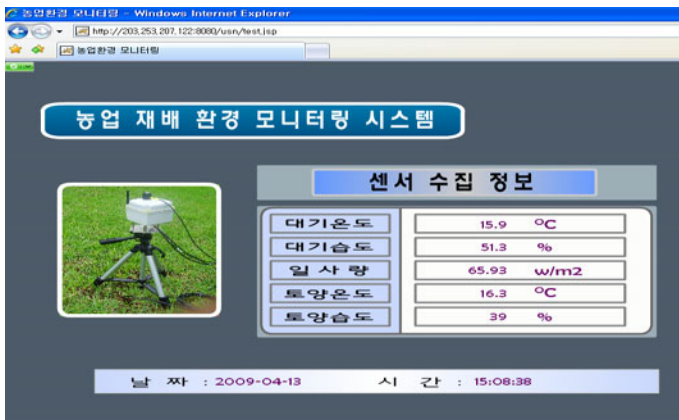 농업환경 모니터링 - Windows Internet Explorer
http://203.253.207.122:8080/usn/test.jsp
농업환경 모니터링
농업 재배 환경 모니터링 시스템
센서 수집 정보
대기온도 15.9 ℃
대기습도 51.3 %
일 사 량 65.93 w/m2
토양온도 16.3 ℃
토양습도 39 %
날 짜 : 2009-04-13 시 간 : 15:08:38